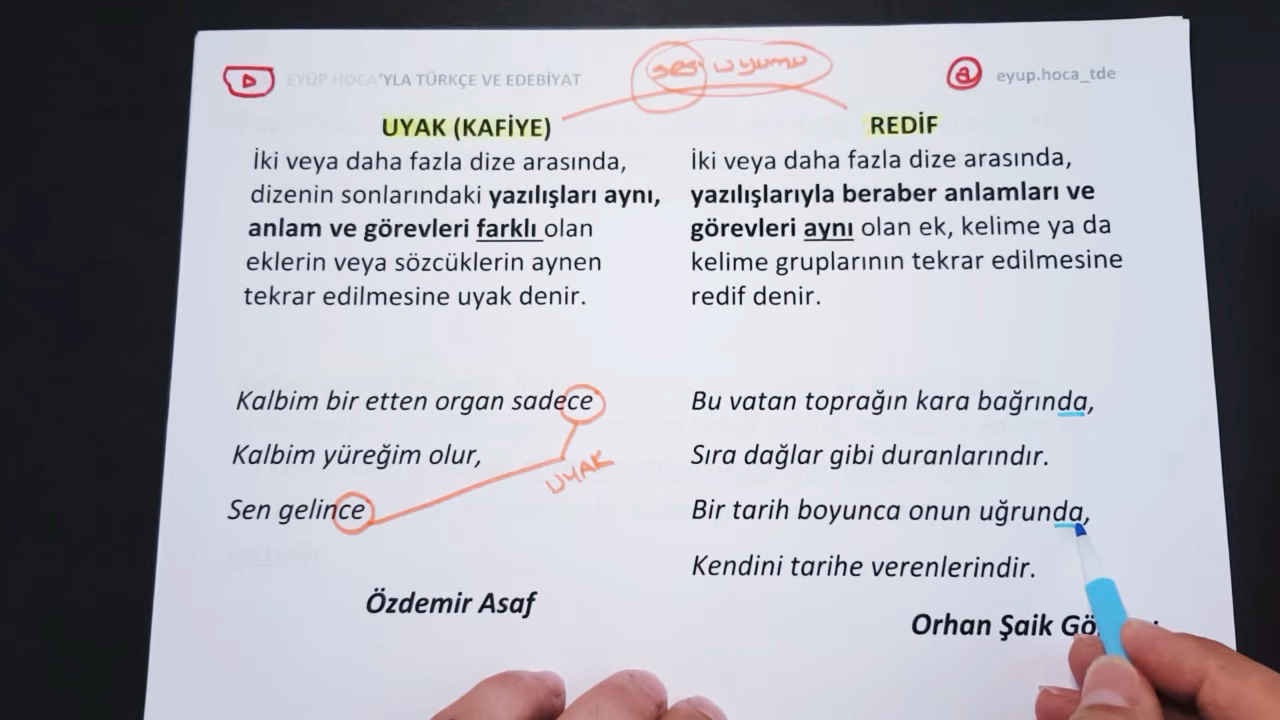 EYÜP HOCA'YLA TÜRKÇE VE EDEBİYAT
ses uyumu
@ eyup.hoca_tde
UYAK (KAFİYE)
İki veya daha fazla dize arasında,
dizenin sonlarındaki yazılışları aynı,
anlam ve görevleri farklı olan
eklerin veya sözcüklerin aynen
tekrar edilmesine uyak denir.
Kalbim bir etten organ sadece
Kalbim yüreğim olur,
UYAK
Sen gelince
Özdemir Asaf
REDİF
İki veya daha fazla dize arasında,
yazılışlarıyla beraber anlamları ve
görevleri aynı olan ek, kelime ya da
kelime gruplarının tekrar edilmesine
redif denir.
Bu vatan toprağın kara bağrında,
Sıra dağlar gibi duranlarındır.
Bir tarih boyunca onun uğrunda,
Kendini tarihe verenlerindir.
Orhan Şaik